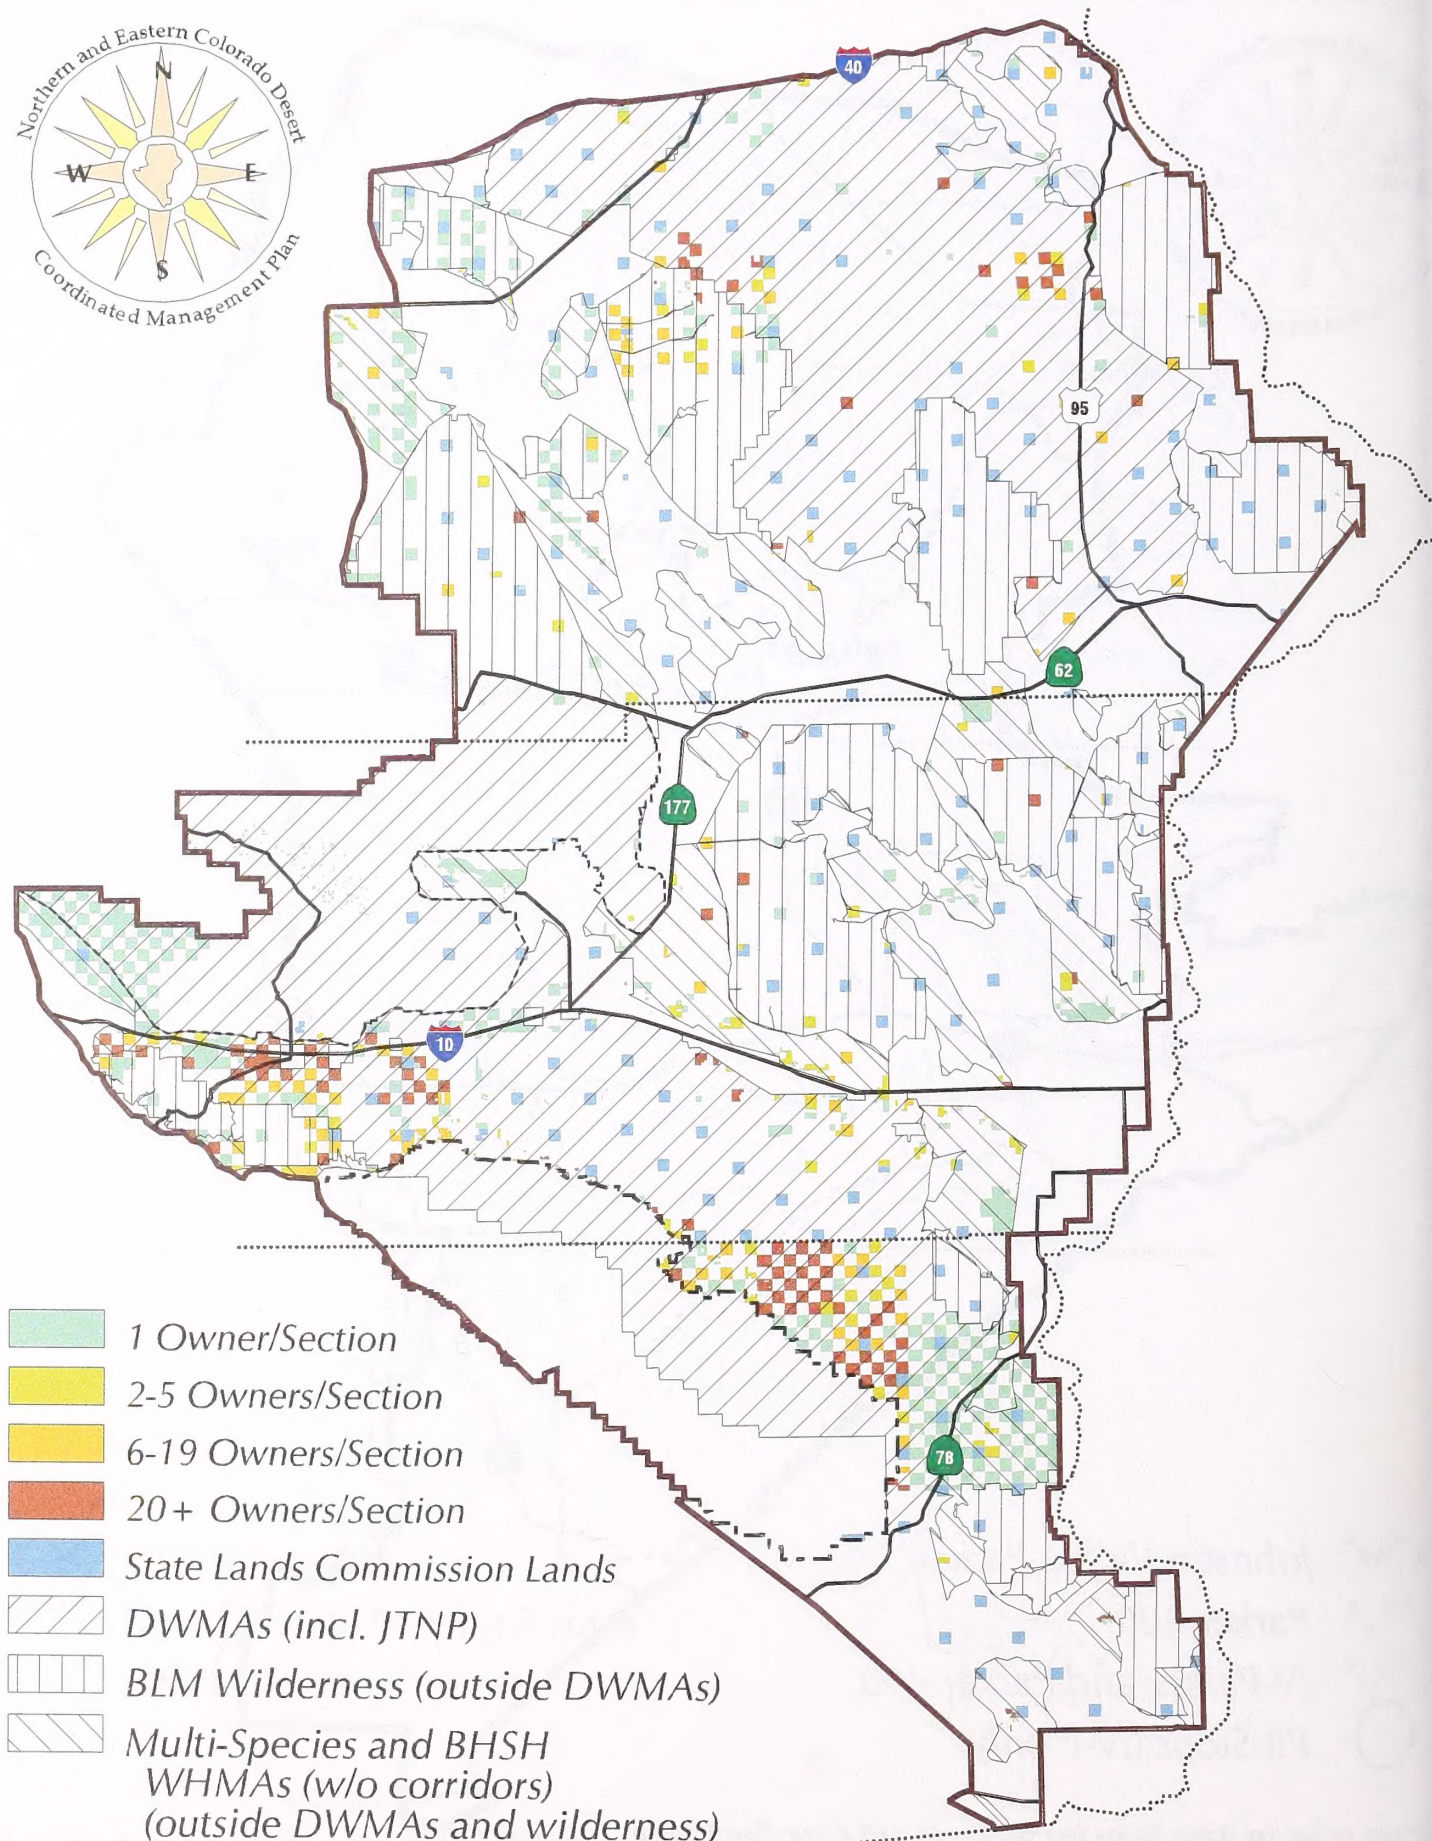 Northern and Eastern Colorado Desert
N
W E
S
Coordinated Management Plan
40
95
62
177
10
78
1 Owner/Section
2-5 Owners/Section
6-19 Owners/Section
20+ Owners/Section
State Lands Commission Lands
DWMAs (incl. JTNP)
BLM Wilderness (outside DWMAs)
Multi-Species and BHSH
WHMAs (w/o corridors)
(outside DWMAs and wilderness)